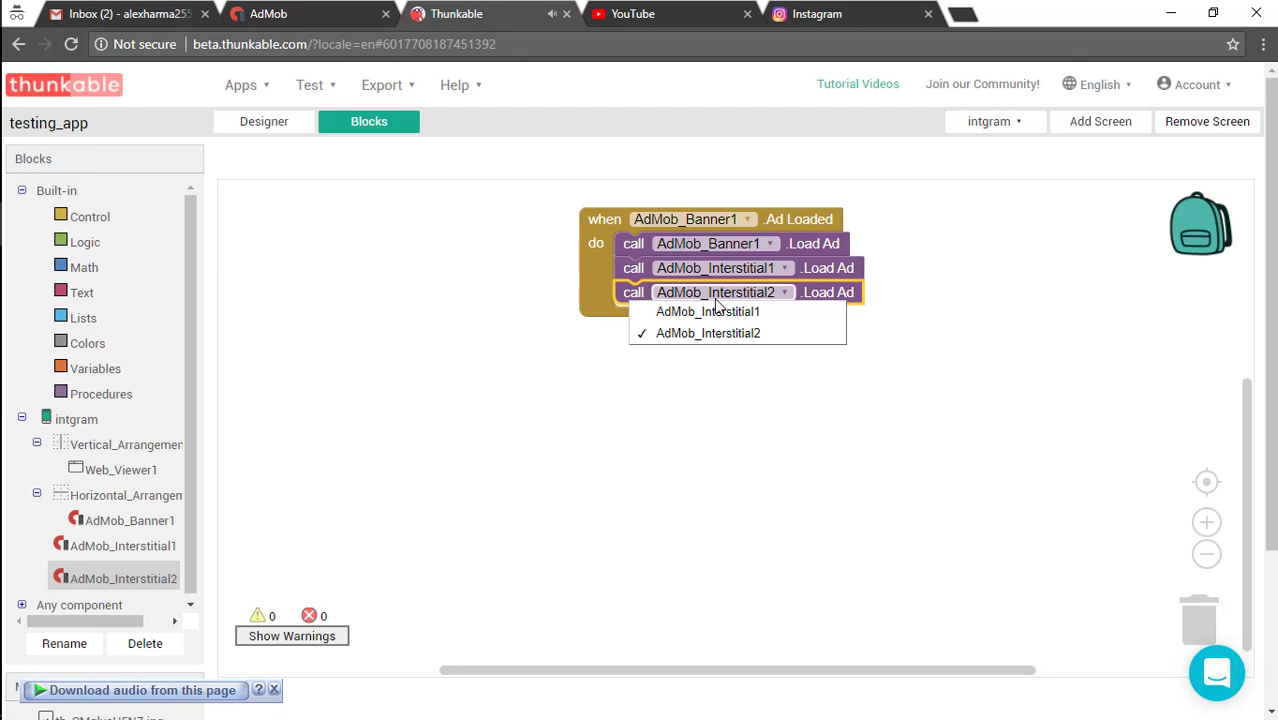 Inbox (2) - alexharma255
AdMob
Thunkable
YouTube
Instagram
Not secure
beta.thunkable.com/?locale=en#6017708187451392
thunkable
Apps
Test
Export
Help
Tutorial Videos
Join our Community!
English
Account
testing_app
Designer
Blocks
intgram
Add Screen
Remove Screen
Blocks
Built-in
Control
Logic
Math
Text
Lists
Colors
Variables
Procedures
intgram
Vertical_Arrangemen
Web_Viewer1
Horizontal_Arrangem
AdMob_Banner1
AdMob_Interstitial1
AdMob_Interstitial2
Any component
Rename
Delete
when AdMob_Banner1 .Ad Loaded
do call AdMob_Banner1 .Load Ad
call AdMob_Interstitial1 .Load Ad
call AdMob_Interstitial2 .Load Ad
AdMob_Interstitial1
✓ AdMob_Interstitial2
0 0
Show Warnings
Download audio from this page ?